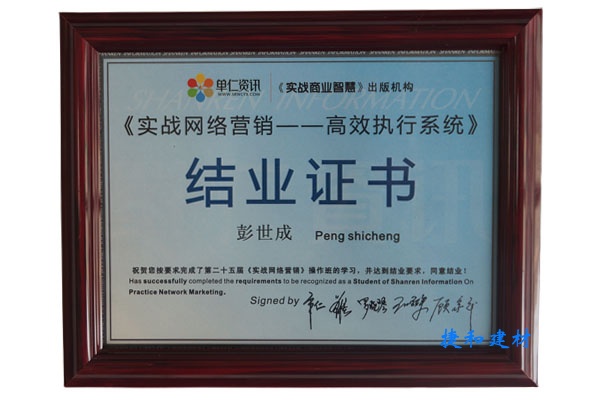 单仁资讯
《实战商业智慧》出版机构
SHANREN INFORMATION
《实战网络营销——高效执行系统》
结业证书
彭世成 Peng shicheng
祝贺您按要求完成了第二十五届《实战网络营销》操作班的学习，并达到结业要求，同意结业！
Has successfully completed the requirements to be recognized as a Student of Shanren Information On
Practice Network Marketing.
Signed by
捷和建材